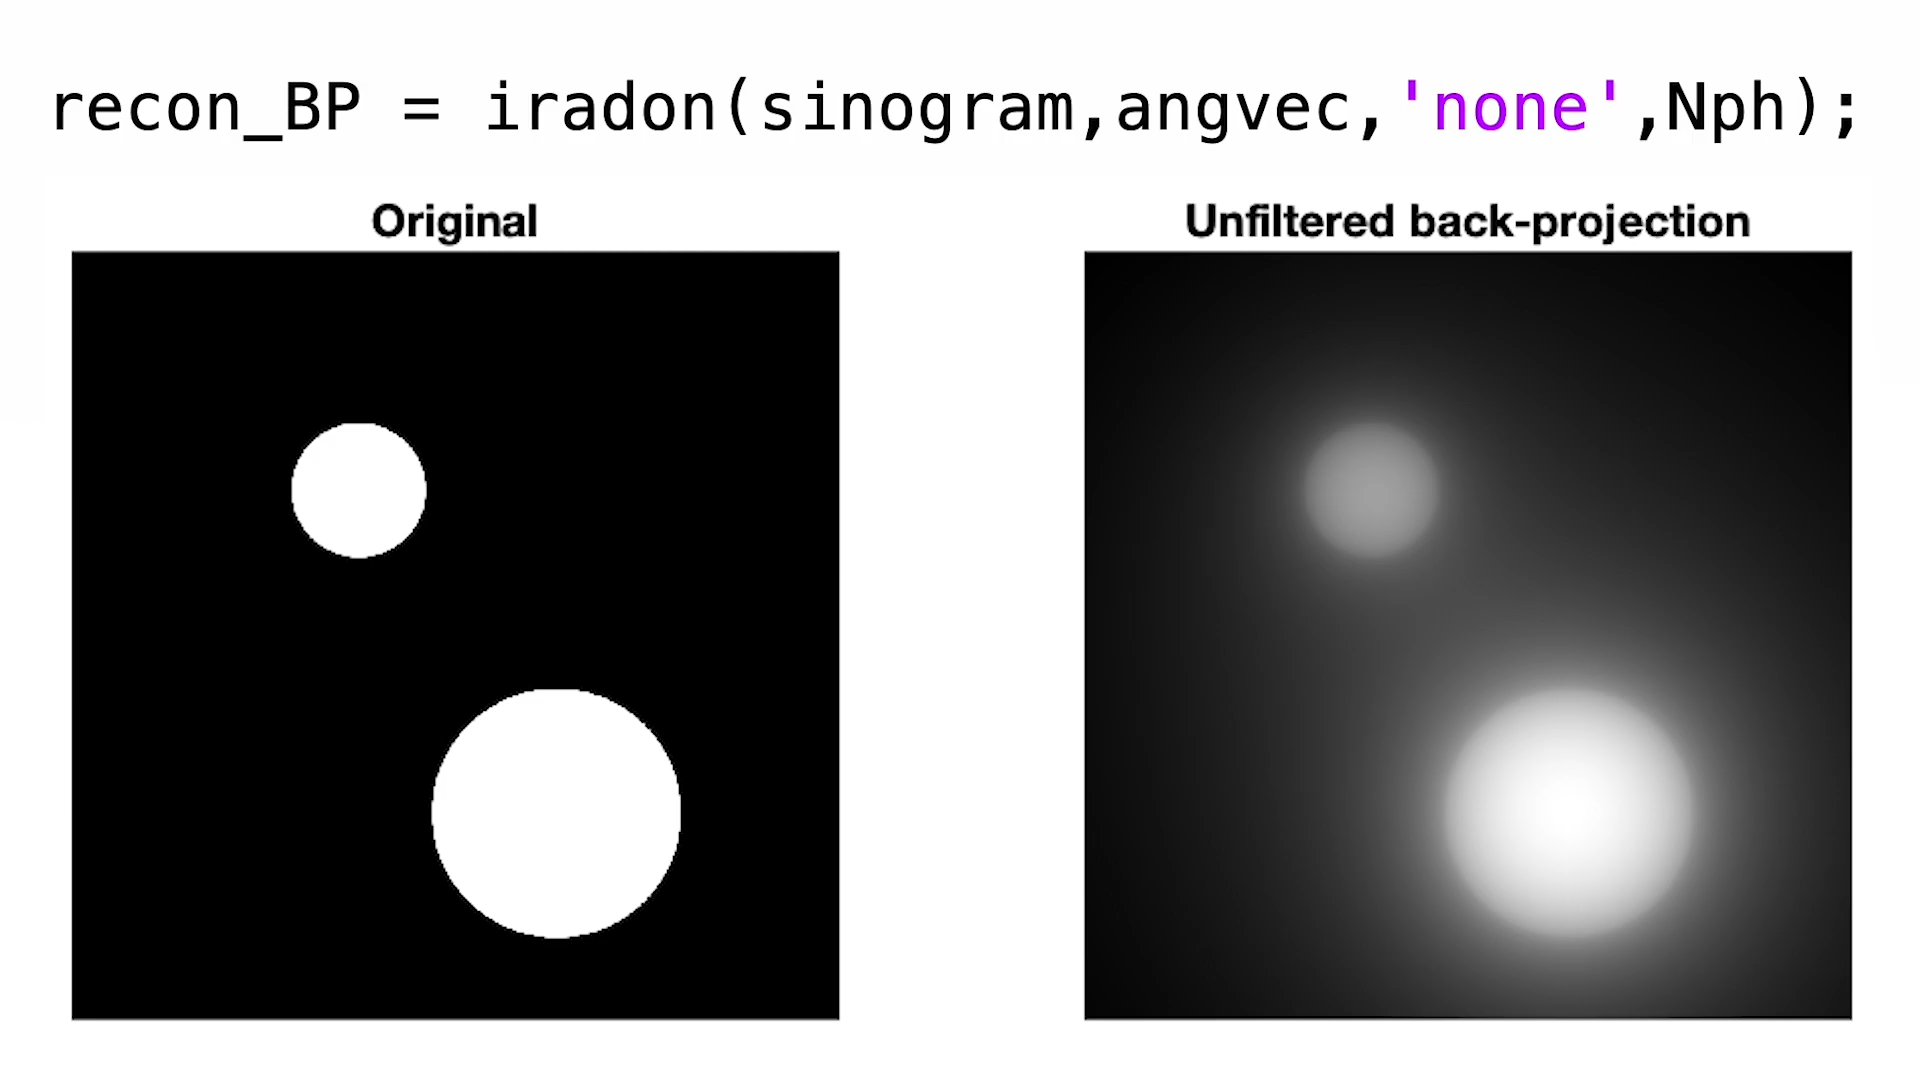 recon_BP = iradon(sinogram,angvec,'none',Nph);
Original
Unfiltered back-projection